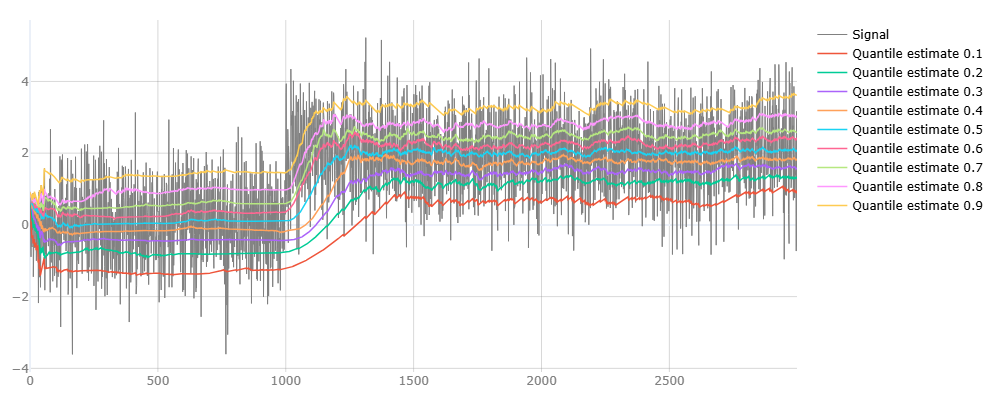 Signal
Quantile estimate 0.1
Quantile estimate 0.2
Quantile estimate 0.3
Quantile estimate 0.4
Quantile estimate 0.5
Quantile estimate 0.6
Quantile estimate 0.7
Quantile estimate 0.8
Quantile estimate 0.9
4
2
0
−2
−4
0 500 1000 1500 2000 2500